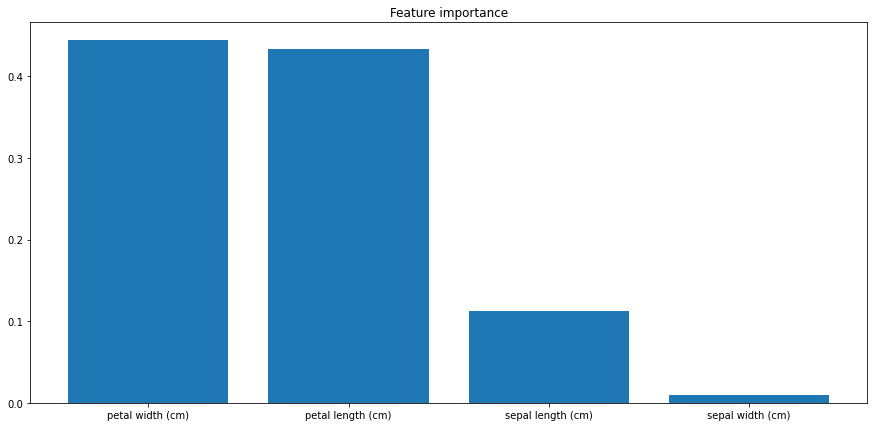 Feature importance
0.4
0.3
0.2
0.1
0.0
petal width (cm) petal length (cm) sepal length (cm) sepal width (cm)